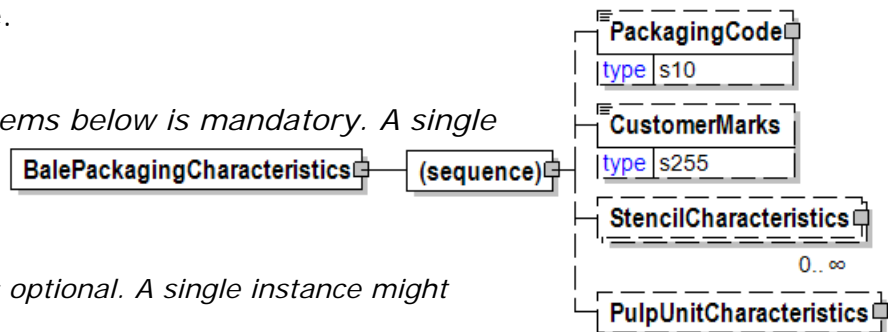 e.
PackagingCode
type s10
ems below is mandatory. A single
CustomerMarks
type s255
BalePackagingCharacteristics
(sequence)
StencilCharacteristics
0.. ∞
optional. A single instance might
PulpUnitCharacteristics